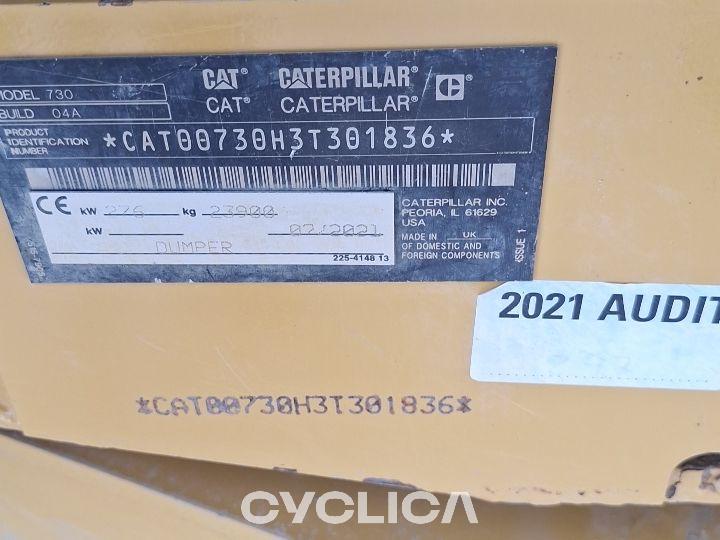 CAT CATERPILLAR
CAT® CATERPILLAR®
MODEL 730
BUILD 04A
PRODUCT
IDENTIFICATION
NUMBER
*CAT00730H3T301836*
CE kW 276 kg 23900
kW 07/2021
DUMPER
225-4148 13
CATERPILLAR INC.
PEORIA, IL 61629
USA
MADE IN UK
OF DOMESTIC AND
FOREIGN COMPONENTS
ISSUE 1
2021 AUDIT
*CAT00730H3T301836*
CYCLICA